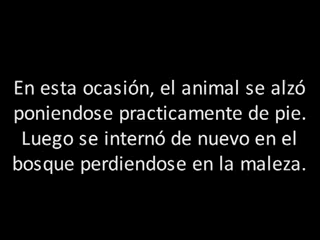 En esta ocasión, el animal se alzó
poniendose practicamente de pie.
Luego se internó de nuevo en el
bosque perdiendose en la maleza.